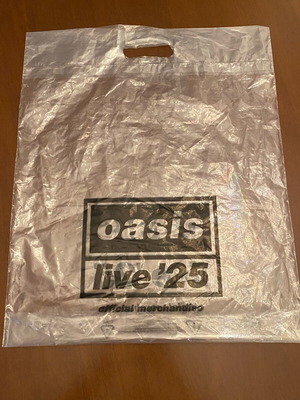 oasis
live '25
official merchandise